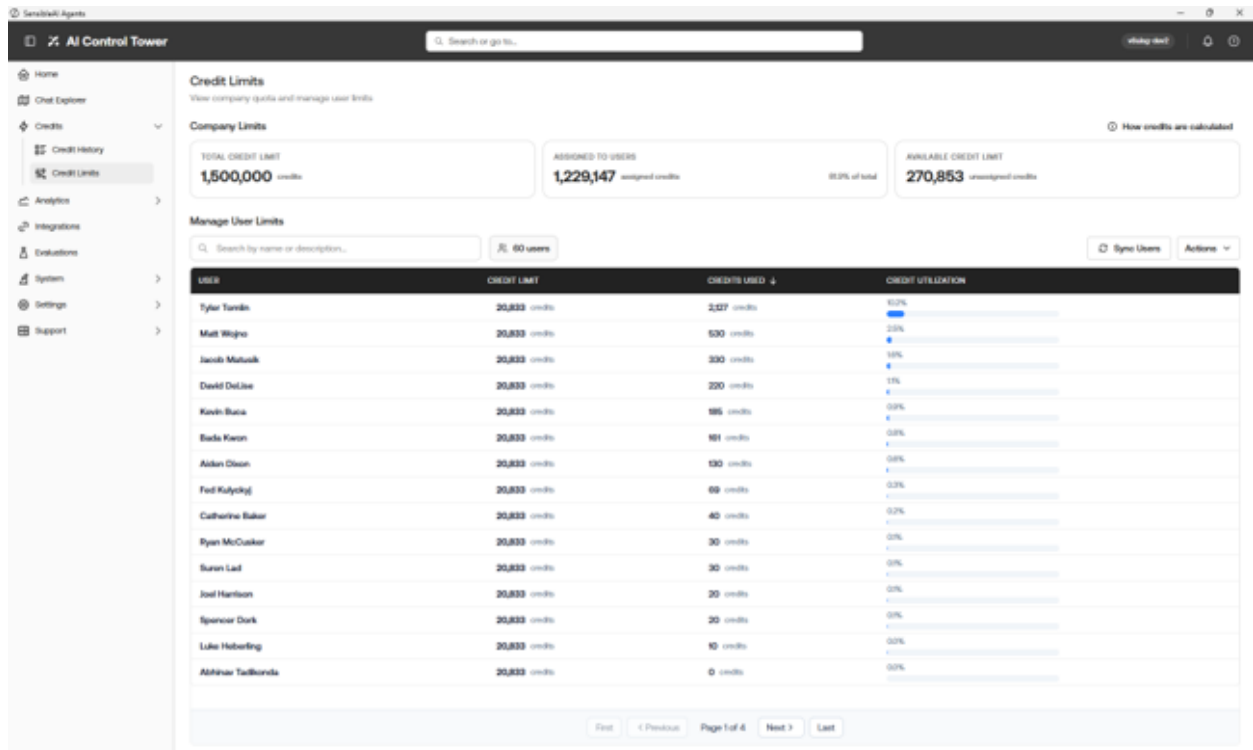 SensibleAI Agents
AI Control Tower
Search or go to...
Home
Chat Explorer
Credits
Credit History
Credit Limits
Analytics
Integrations
Evaluations
System
Settings
Support
Credit Limits
View company quota and manage user limits
Company Limits
How credits are calculated
TOTAL CREDIT LIMIT
1,500,000 credits
ASSIGNED TO USERS
1,229,147 assigned credits
81.9% of total
AVAILABLE CREDIT LIMIT
270,853 unassigned credits
Manage User Limits
Search by name or description...
60 users
Sync Users
Actions
USER CREDIT LIMIT CREDITS USED ↓ CREDIT UTILIZATION
Tyler Tomlin 20,833 credits 2,127 credits 10.2%
Matt Wojno 20,833 credits 530 credits 2.5%
Jacob Matusik 20,833 credits 330 credits 1.6%
David DeLise 20,833 credits 220 credits 1.1%
Kevin Buca 20,833 credits 185 credits 0.9%
Bada Kwon 20,833 credits 161 credits 0.8%
Aiden Dixon 20,833 credits 130 credits 0.6%
Fed Kulyckyj 20,833 credits 69 credits 0.3%
Catherine Baker 20,833 credits 40 credits 0.2%
Ryan McCusker 20,833 credits 30 credits 0.1%
Suren Lad 20,833 credits 30 credits 0.1%
Joel Harrison 20,833 credits 20 credits 0.1%
Spencer Dork 20,833 credits 20 credits 0.1%
Luke Heberling 20,833 credits 10 credits 0.0%
Abhinav Tadikonda 20,833 credits 0 credits 0.0%
First
< Previous
Page 1 of 4
Next >
Last